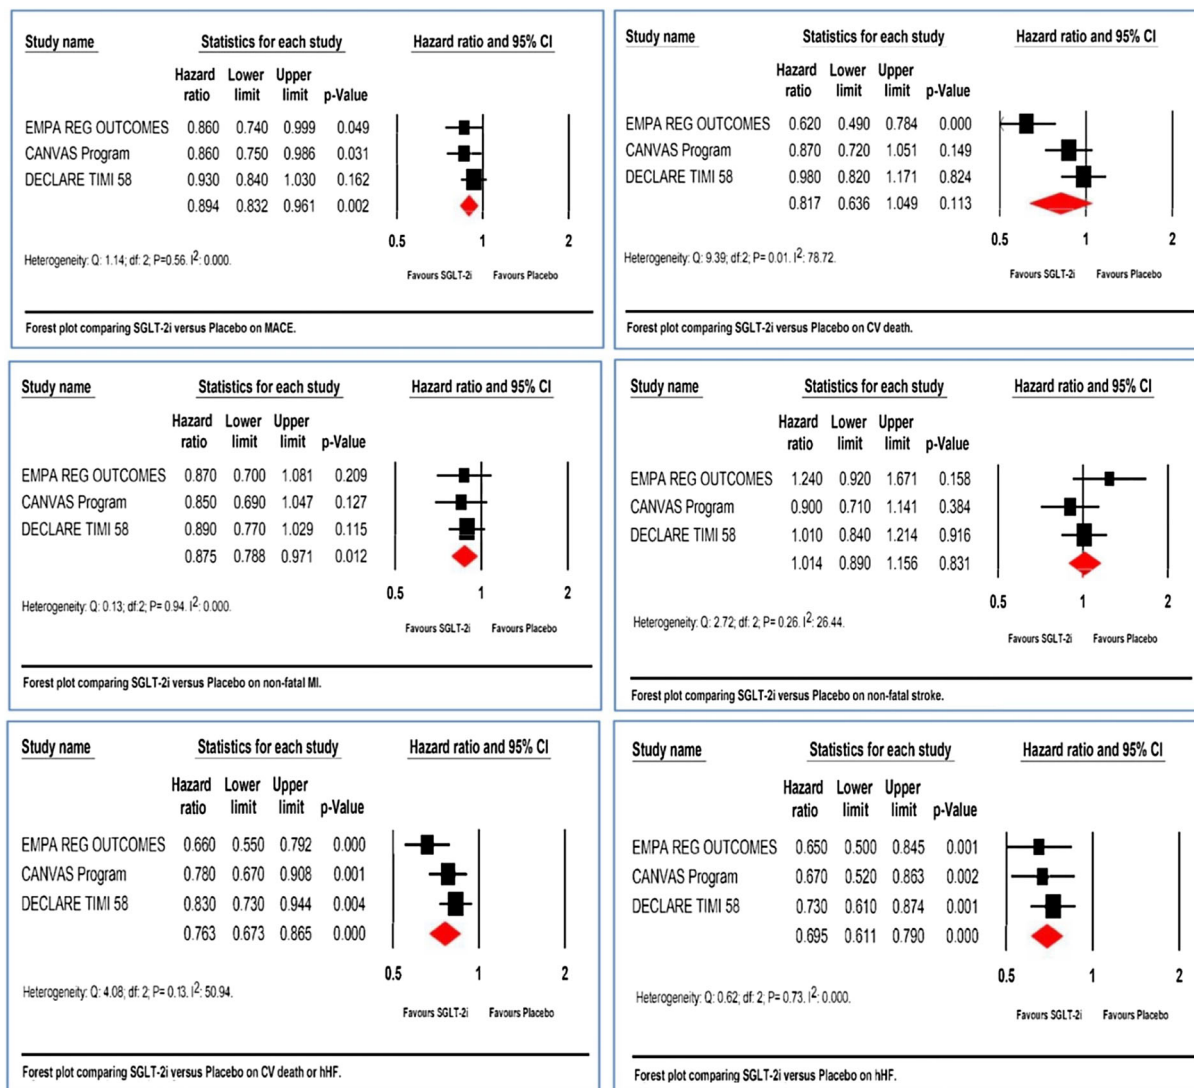 Study name Statistics for each study Hazard ratio and 95% CI
Hazard Lower Upper
ratio limit limit p-Value
EMPA REG OUTCOMES 0.860 0.740 0.999 0.049
CANVAS Program 0.860 0.750 0.986 0.031
DECLARE TIMI 58 0.930 0.840 1.030 0.162
0.894 0.832 0.961 0.002
0.5 1 2
Heterogeneity: Q: 1.14; df: 2; P=0.56. I²: 0.000.
Favours SGLT-2i Favours Placebo
Forest plot comparing SGLT-2i versus Placebo on MACE.
Study name Statistics for each study Hazard ratio and 95% CI
Hazard Lower Upper
ratio limit limit p-Value
EMPA REG OUTCOMES 0.620 0.490 0.784 0.000
CANVAS Program 0.870 0.720 1.051 0.149
DECLARE TIMI 58 0.980 0.820 1.171 0.824
0.817 0.636 1.049 0.113
0.5 1 2
Heterogeneity: Q: 9.39; df:2; P= 0.01. I²: 78.72.
Favours SGLT-2i Favours Placebo
Forest plot comparing SGLT-2i versus Placebo on CV death.
Study name Statistics for each study Hazard ratio and 95% CI
Hazard Lower Upper
ratio limit limit p-Value
EMPA REG OUTCOMES 0.870 0.700 1.081 0.209
CANVAS Program 0.850 0.690 1.047 0.127
DECLARE TIMI 58 0.890 0.770 1.029 0.115
0.875 0.788 0.971 0.012
0.5 1 2
Heterogeneity: Q: 0.13; df:2; P= 0.94. I²: 0.000.
Favours SGLT-2i Favours Placebo
Forest plot comparing SGLT-2i versus Placebo on non-fatal MI.
Study name Statistics for each study Hazard ratio and 95% CI
Hazard Lower Upper
ratio limit limit p-Value
EMPA REG OUTCOMES 1.240 0.920 1.671 0.158
CANVAS Program 0.900 0.710 1.141 0.384
DECLARE TIMI 58 1.010 0.840 1.214 0.916
1.014 0.890 1.156 0.831
0.5 1 2
Heterogeneity: Q: 2.72; df: 2; P= 0.26. I²: 26.44.
Favours SGLT-2i Favours Placebo
Forest plot comparing SGLT-2i versus Placebo on non-fatal stroke.
Study name Statistics for each study Hazard ratio and 95% CI
Hazard Lower Upper
ratio limit limit p-Value
EMPA REG OUTCOMES 0.660 0.550 0.792 0.000
CANVAS Program 0.780 0.670 0.908 0.001
DECLARE TIMI 58 0.830 0.730 0.944 0.004
0.763 0.673 0.865 0.000
0.5 1 2
Heterogeneity: Q: 4.08; df: 2; P= 0.13. I²: 50.94.
Favours SGLT-2i Favours Placebo
Forest plot comparing SGLT-2i versus Placebo on CV death or hHF.
Study name Statistics for each study Hazard ratio and 95% CI
Hazard Lower Upper
ratio limit limit p-Value
EMPA REG OUTCOMES 0.650 0.500 0.845 0.001
CANVAS Program 0.670 0.520 0.863 0.002
DECLARE TIMI 58 0.730 0.610 0.874 0.001
0.695 0.611 0.790 0.000
0.5 1 2
Heterogeneity: Q: 0.62; df: 2; P= 0.73. I²: 0.000.
Favours SGLT-2i Favours Placebo
Forest plot comparing SGLT-2i versus Placebo on hHF.